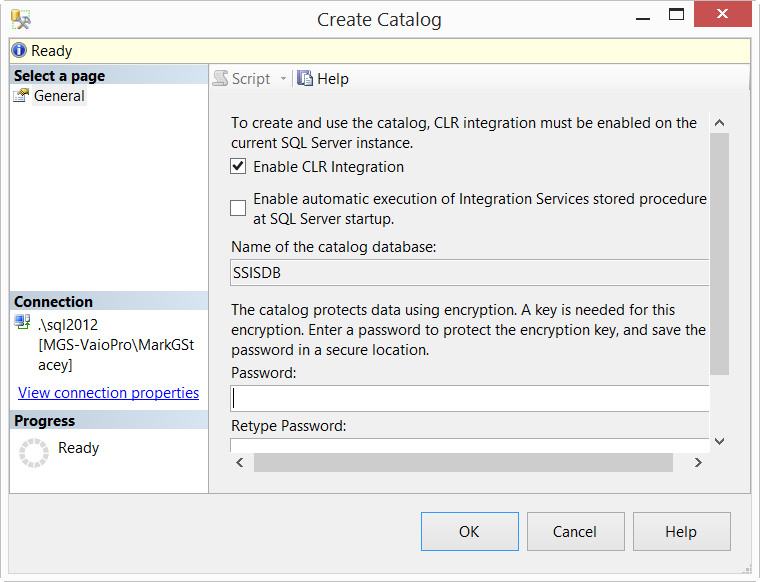 Create Catalog
Ready
Select a page
General
Script
Help
To create and use the catalog, CLR integration must be enabled on the
current SQL Server instance.
Enable CLR Integration
Enable automatic execution of Integration Services stored procedure
at SQL Server startup.
Name of the catalog database:
SSISDB
The catalog protects data using encryption. A key is needed for this
encryption. Enter a password to protect the encryption key, and save the
password in a secure location.
Password:
Retype Password:
Connection
.\sql2012
[MGS-VaioPro\MarkGSt
acey]
View connection properties
Progress
Ready
OK
Cancel
Help